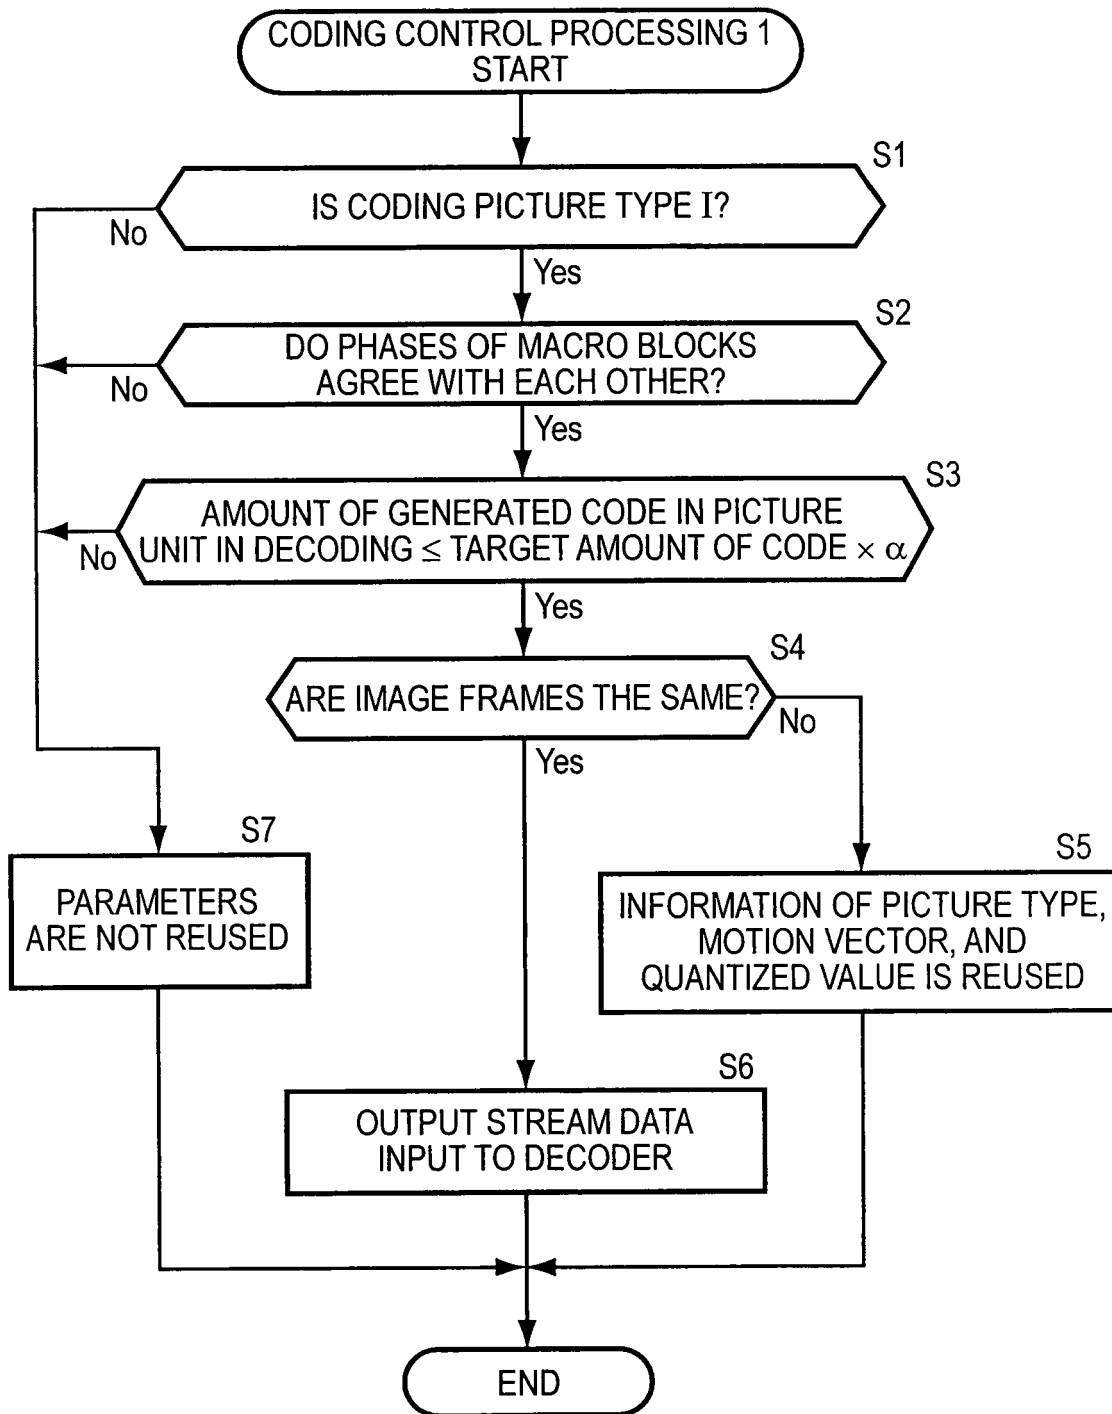 CODING CONTROL PROCESSING 1
START
S1
IS CODING PICTURE TYPE I?
No
Yes
S2
DO PHASES OF MACRO BLOCKS
AGREE WITH EACH OTHER?
No
Yes
S3
AMOUNT OF GENERATED CODE IN PICTURE
UNIT IN DECODING ≤ TARGET AMOUNT OF CODE × α
No
Yes
S4
ARE IMAGE FRAMES THE SAME?
No
Yes
S7
PARAMETERS
ARE NOT REUSED
S5
INFORMATION OF PICTURE TYPE,
MOTION VECTOR, AND
QUANTIZED VALUE IS REUSED
S6
OUTPUT STREAM DATA
INPUT TO DECODER
END